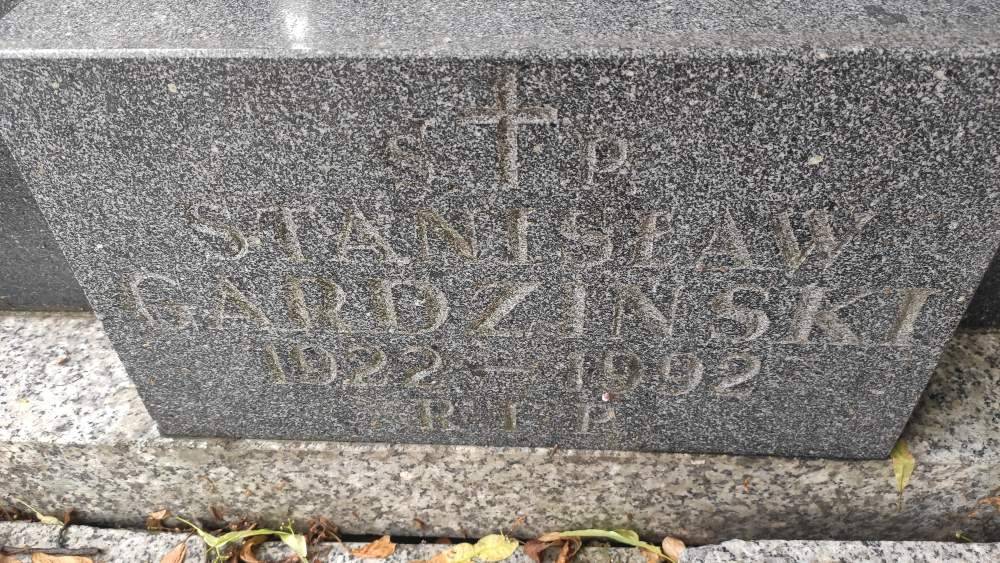 Ś. P.
STANISŁAW
GARDZIŃSKI
1922 - 1992
R I P